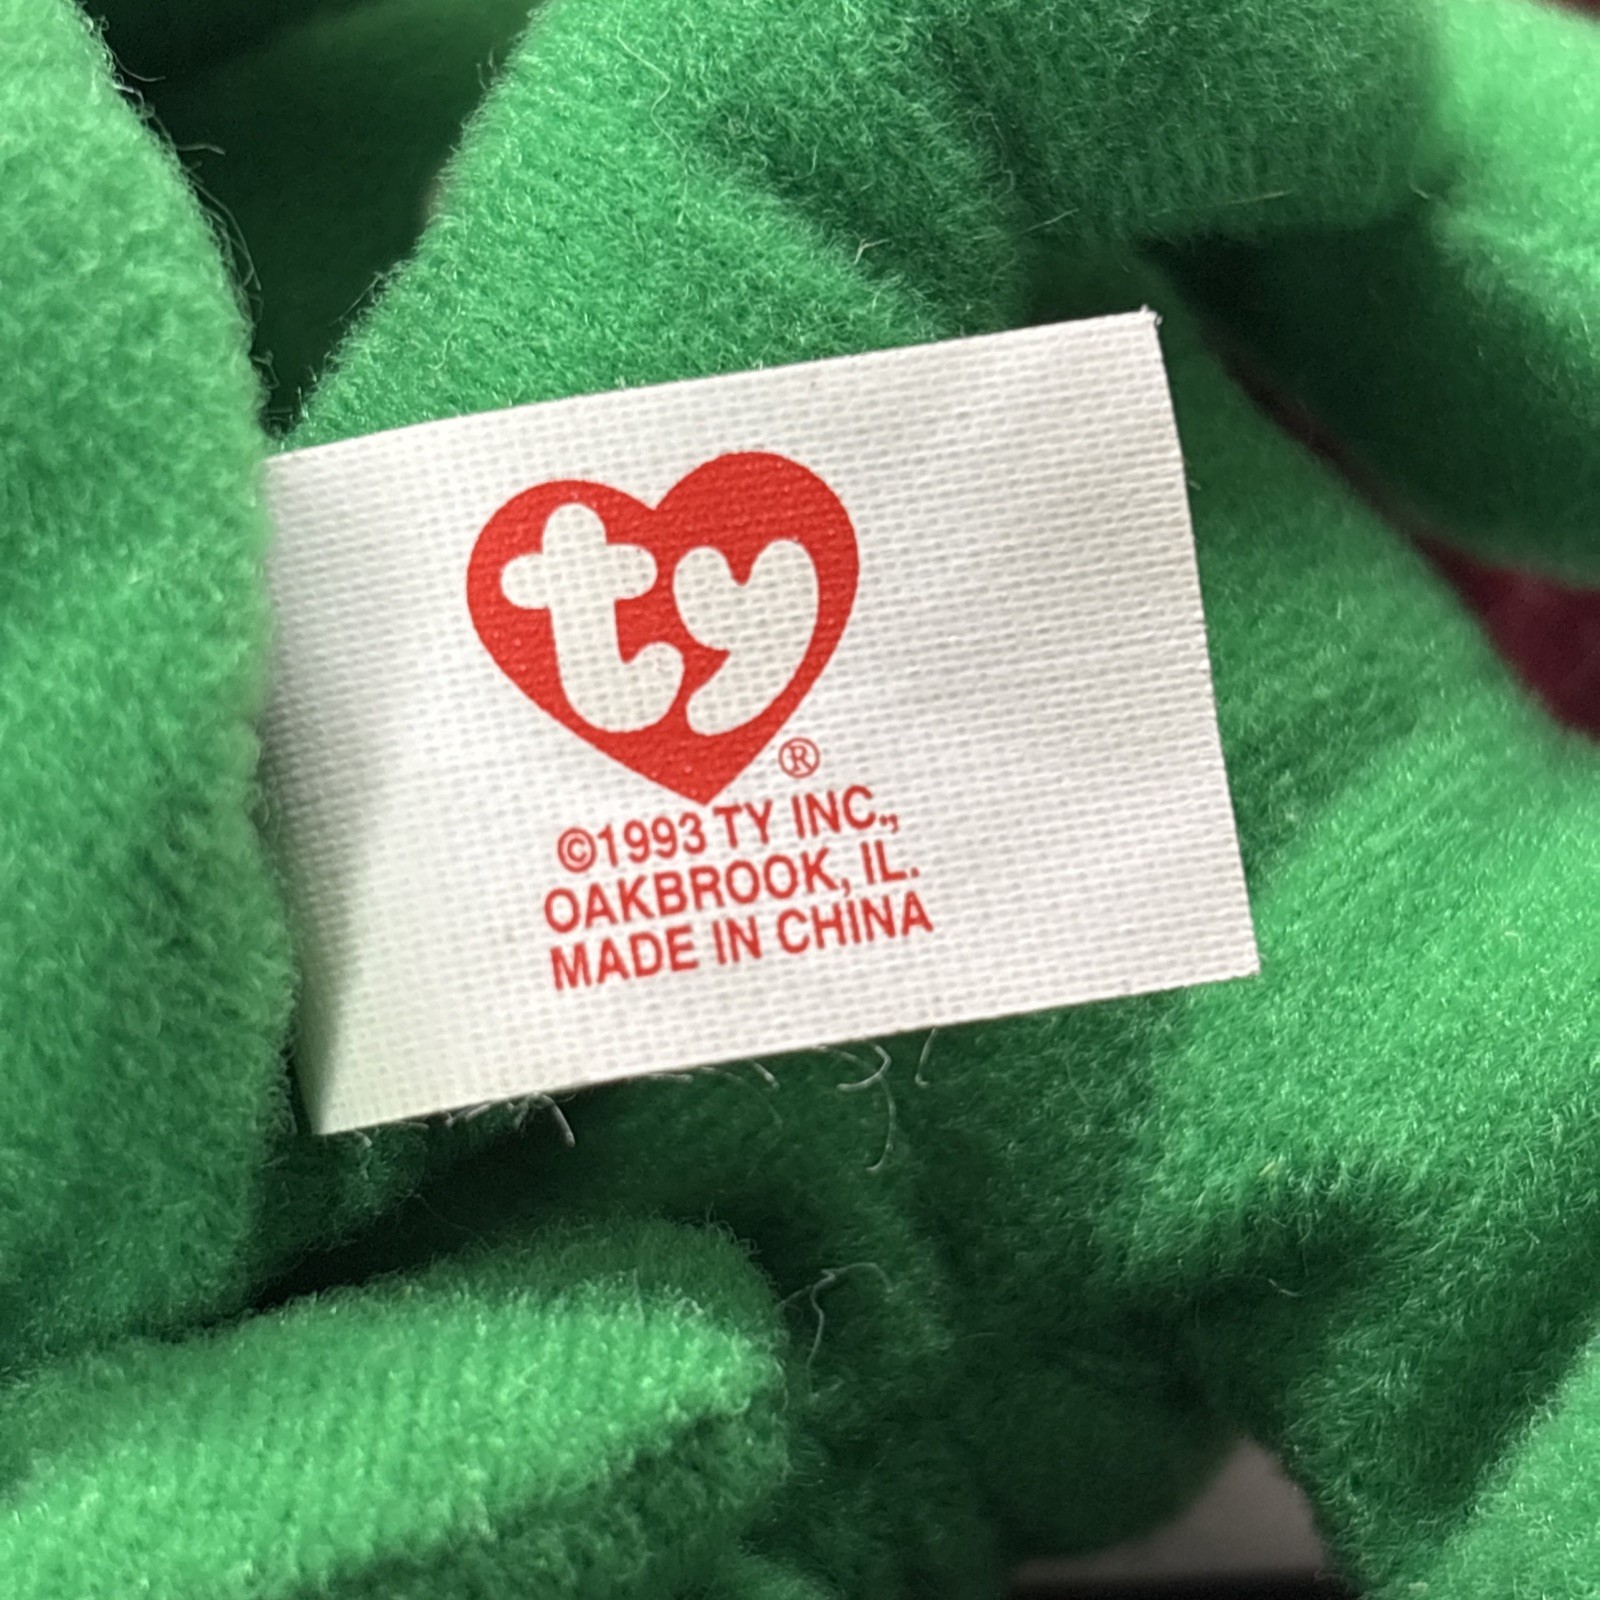 ty
®
©1993 TY INC.,
OAKBROOK, IL.
MADE IN CHINA